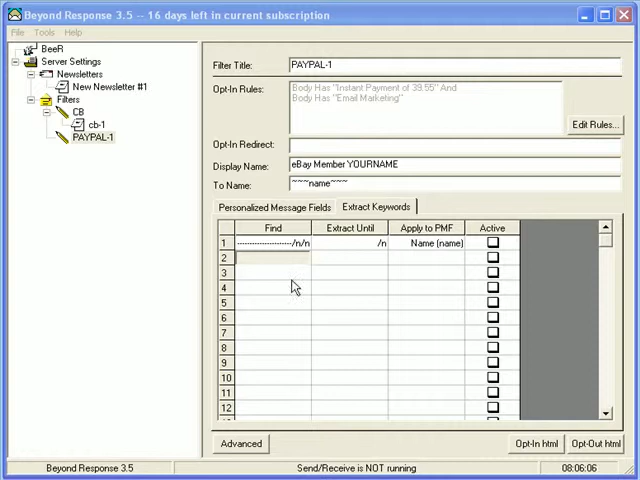 Beyond Response 3.5 -- 16 days left in current subscription
File Tools Help
BeeR
Server Settings
Newsletters
New Newsletter #1
Filters
CB
cb-1
PAYPAL-1
Filter Title: PAYPAL-1
Opt-In Rules: Body Has "Instant Payment of 39.55" And
Body Has "Email Marketing"
Edit Rules...
Opt-In Redirect:
Display Name: eBay Member YOURNAME
To Name: ~~~name~~~
Personalized Message Fields Extract Keywords
Find Extract Until Apply to PMF Active
1 ----------------------/n/n /n Name (name)
2
3
4
5
6
7
8
9
10
11
12
Advanced Opt-In html Opt-Out html
Beyond Response 3.5 Send/Receive is NOT running 08:06:06